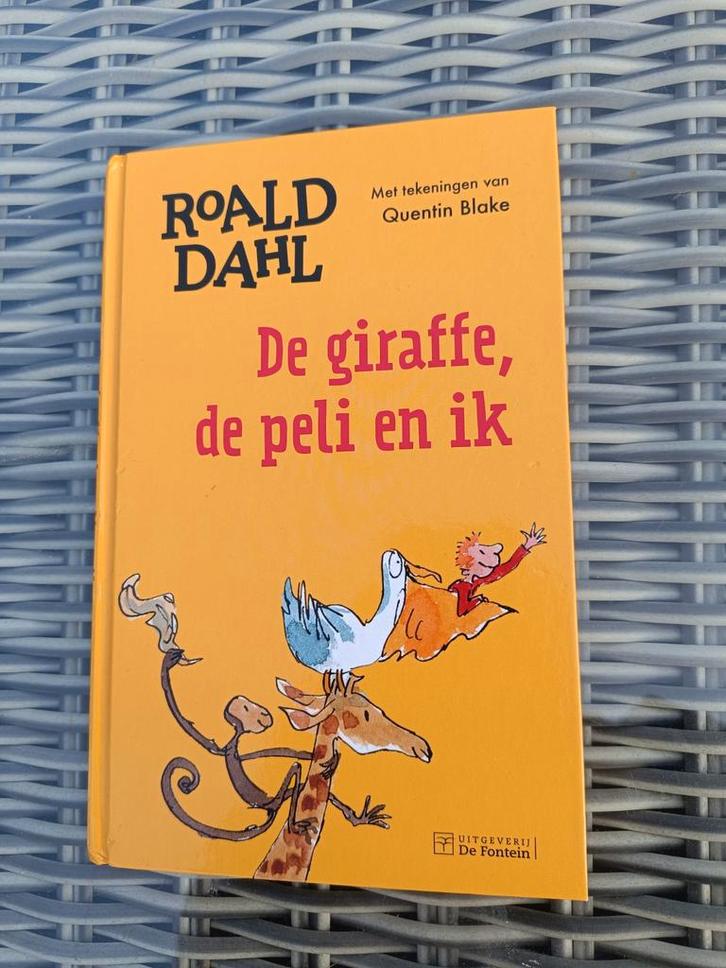 ROALD
DAHL
Met tekeningen van
Quentin Blake
De giraffe,
de peli en ik
UITGEVERIJ
De Fontein